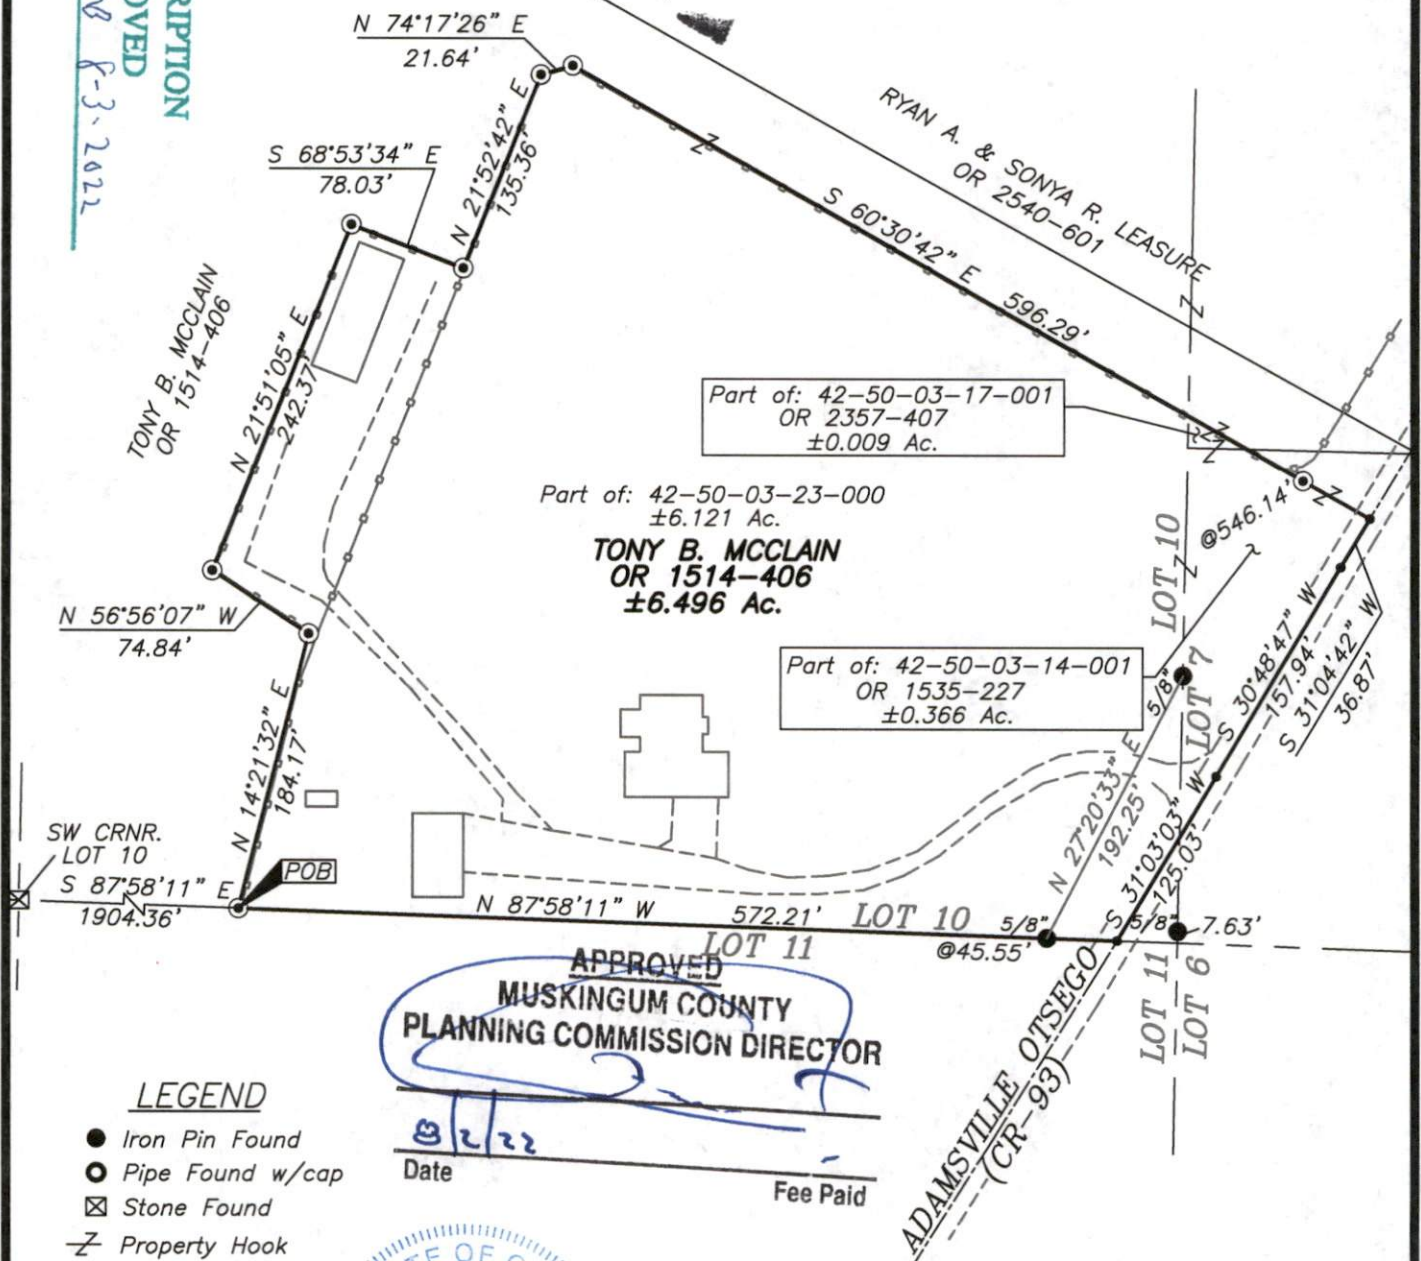 RIPTION
OVED
8-3-2022
N 74°17'26" E
21.64'
S 68°53'34" E
78.03'
N 21°52'42" E
135.36'
RYAN A. & SONYA R. LEASURE
OR 2540-601
S 60°30'42" E 596.29'
TONY B. MCCLAIN
OR 1514-406
N 21°51'05" E
242.37'
Part of: 42-50-03-17-001
OR 2357-407
±0.009 Ac.
Part of: 42-50-03-23-000
±6.121 Ac.
TONY B. MCCLAIN
OR 1514-406
±6.496 Ac.
@546.14'
LOT 10
LOT 7
N 56°56'07" W
74.84'
Part of: 42-50-03-14-001
OR 1535-227
±0.366 Ac.
5/8"
S 30°48'47" W
157.94'
S 31°04'42" W
36.87'
N 14°21'32" E
184.17'
N 27°20'33" E
192.25'
S 31°03'03" W
125.03'
SW CRNR.
LOT 10
S 87°58'11" E
1904.36'
POB
N 87°58'11" W 572.21' LOT 10
LOT 11
5/8"
@45.55'
5/8"
7.63'
LOT 11
LOT 6
ADAMSVILLE OTSEGO
(CR-93)
APPROVED
MUSKINGUM COUNTY
PLANNING COMMISSION DIRECTOR
8/2/22
Date
Fee Paid
LEGEND
Iron Pin Found
Pipe Found w/cap
Stone Found
Property Hook
TE OF O